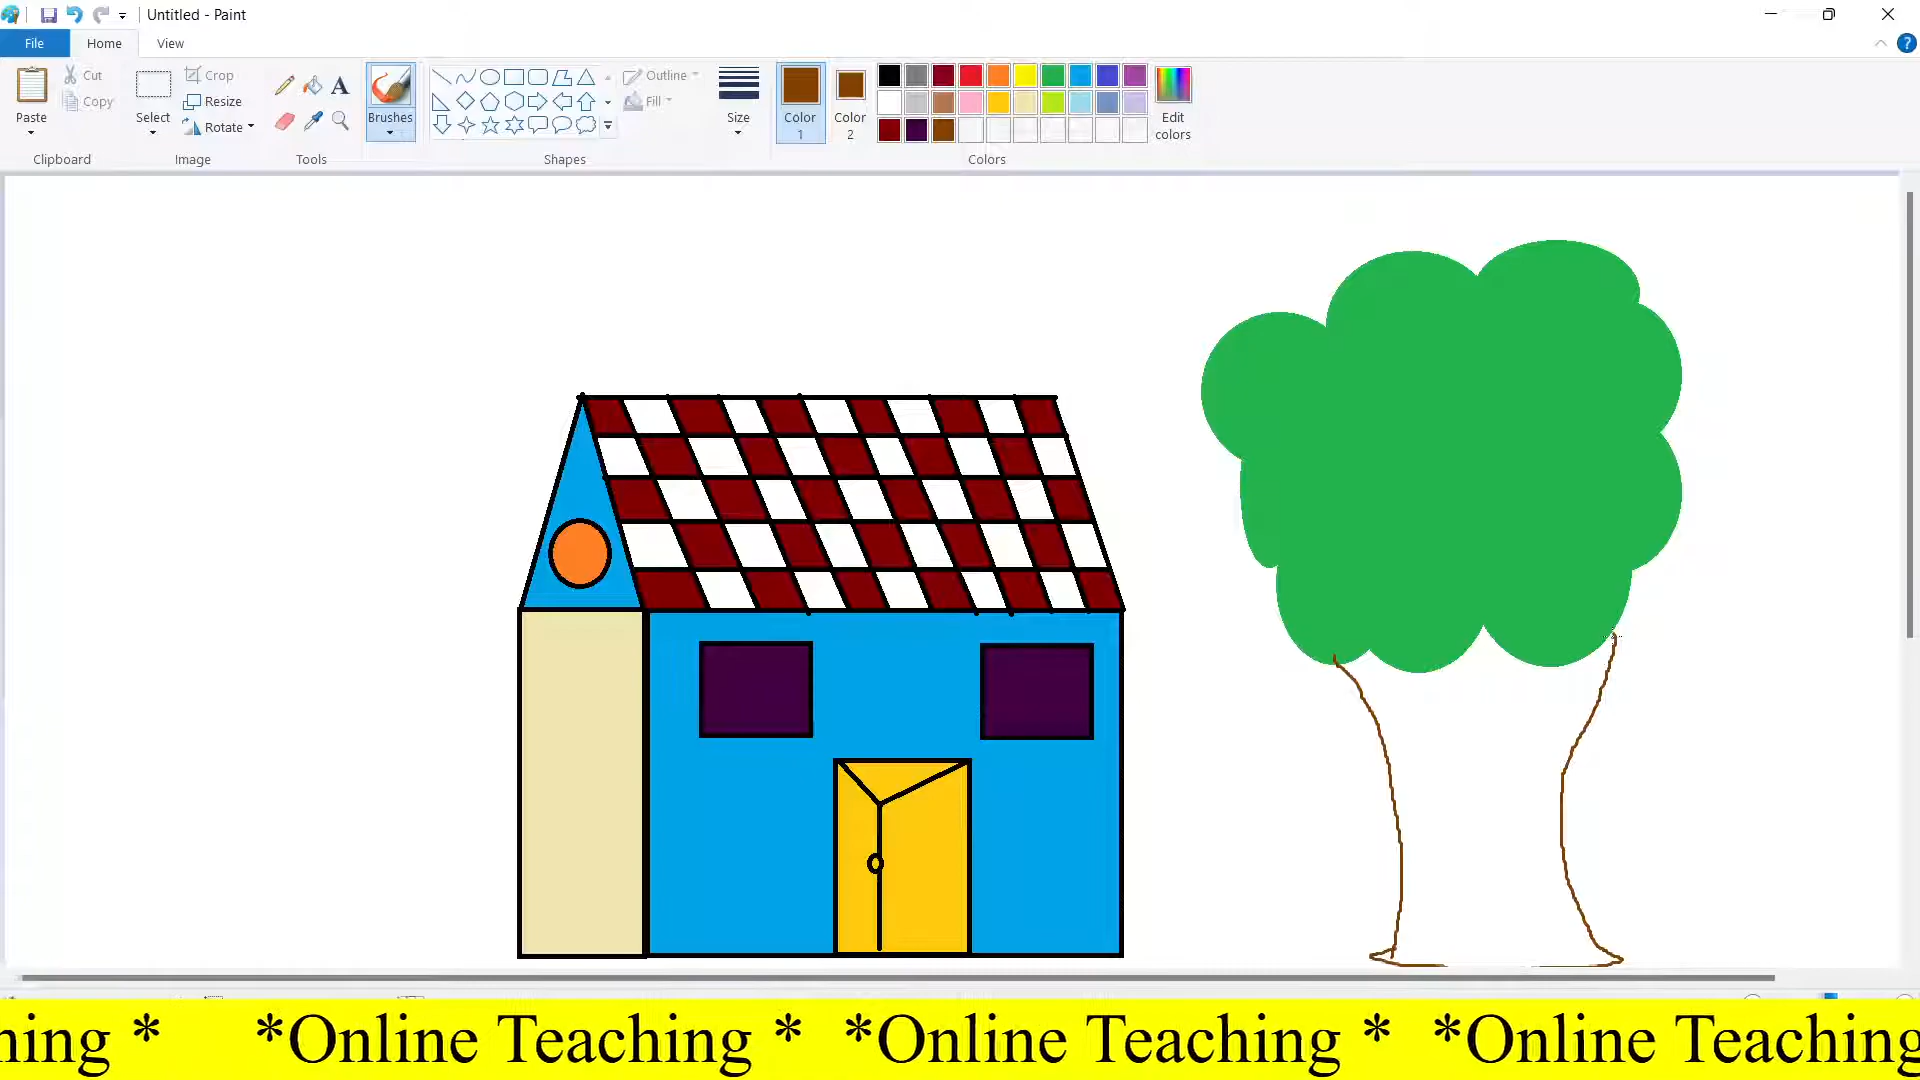 Untitled - Paint
File Home View
Paste
Cut
Copy
Clipboard
Select
Crop
Resize
Rotate
Image
A
Tools
Brushes
Shapes
Outline
Fill
Size
Color 1
Color 2
Colors
Edit colors
?
hing * *Online Teaching * *Online Teaching * *Online Teaching